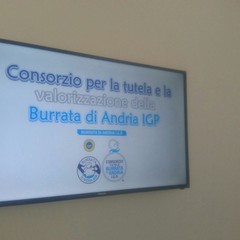 Consorzio per la tutela e la
valorizzazione della
Burrata di Andria IGP